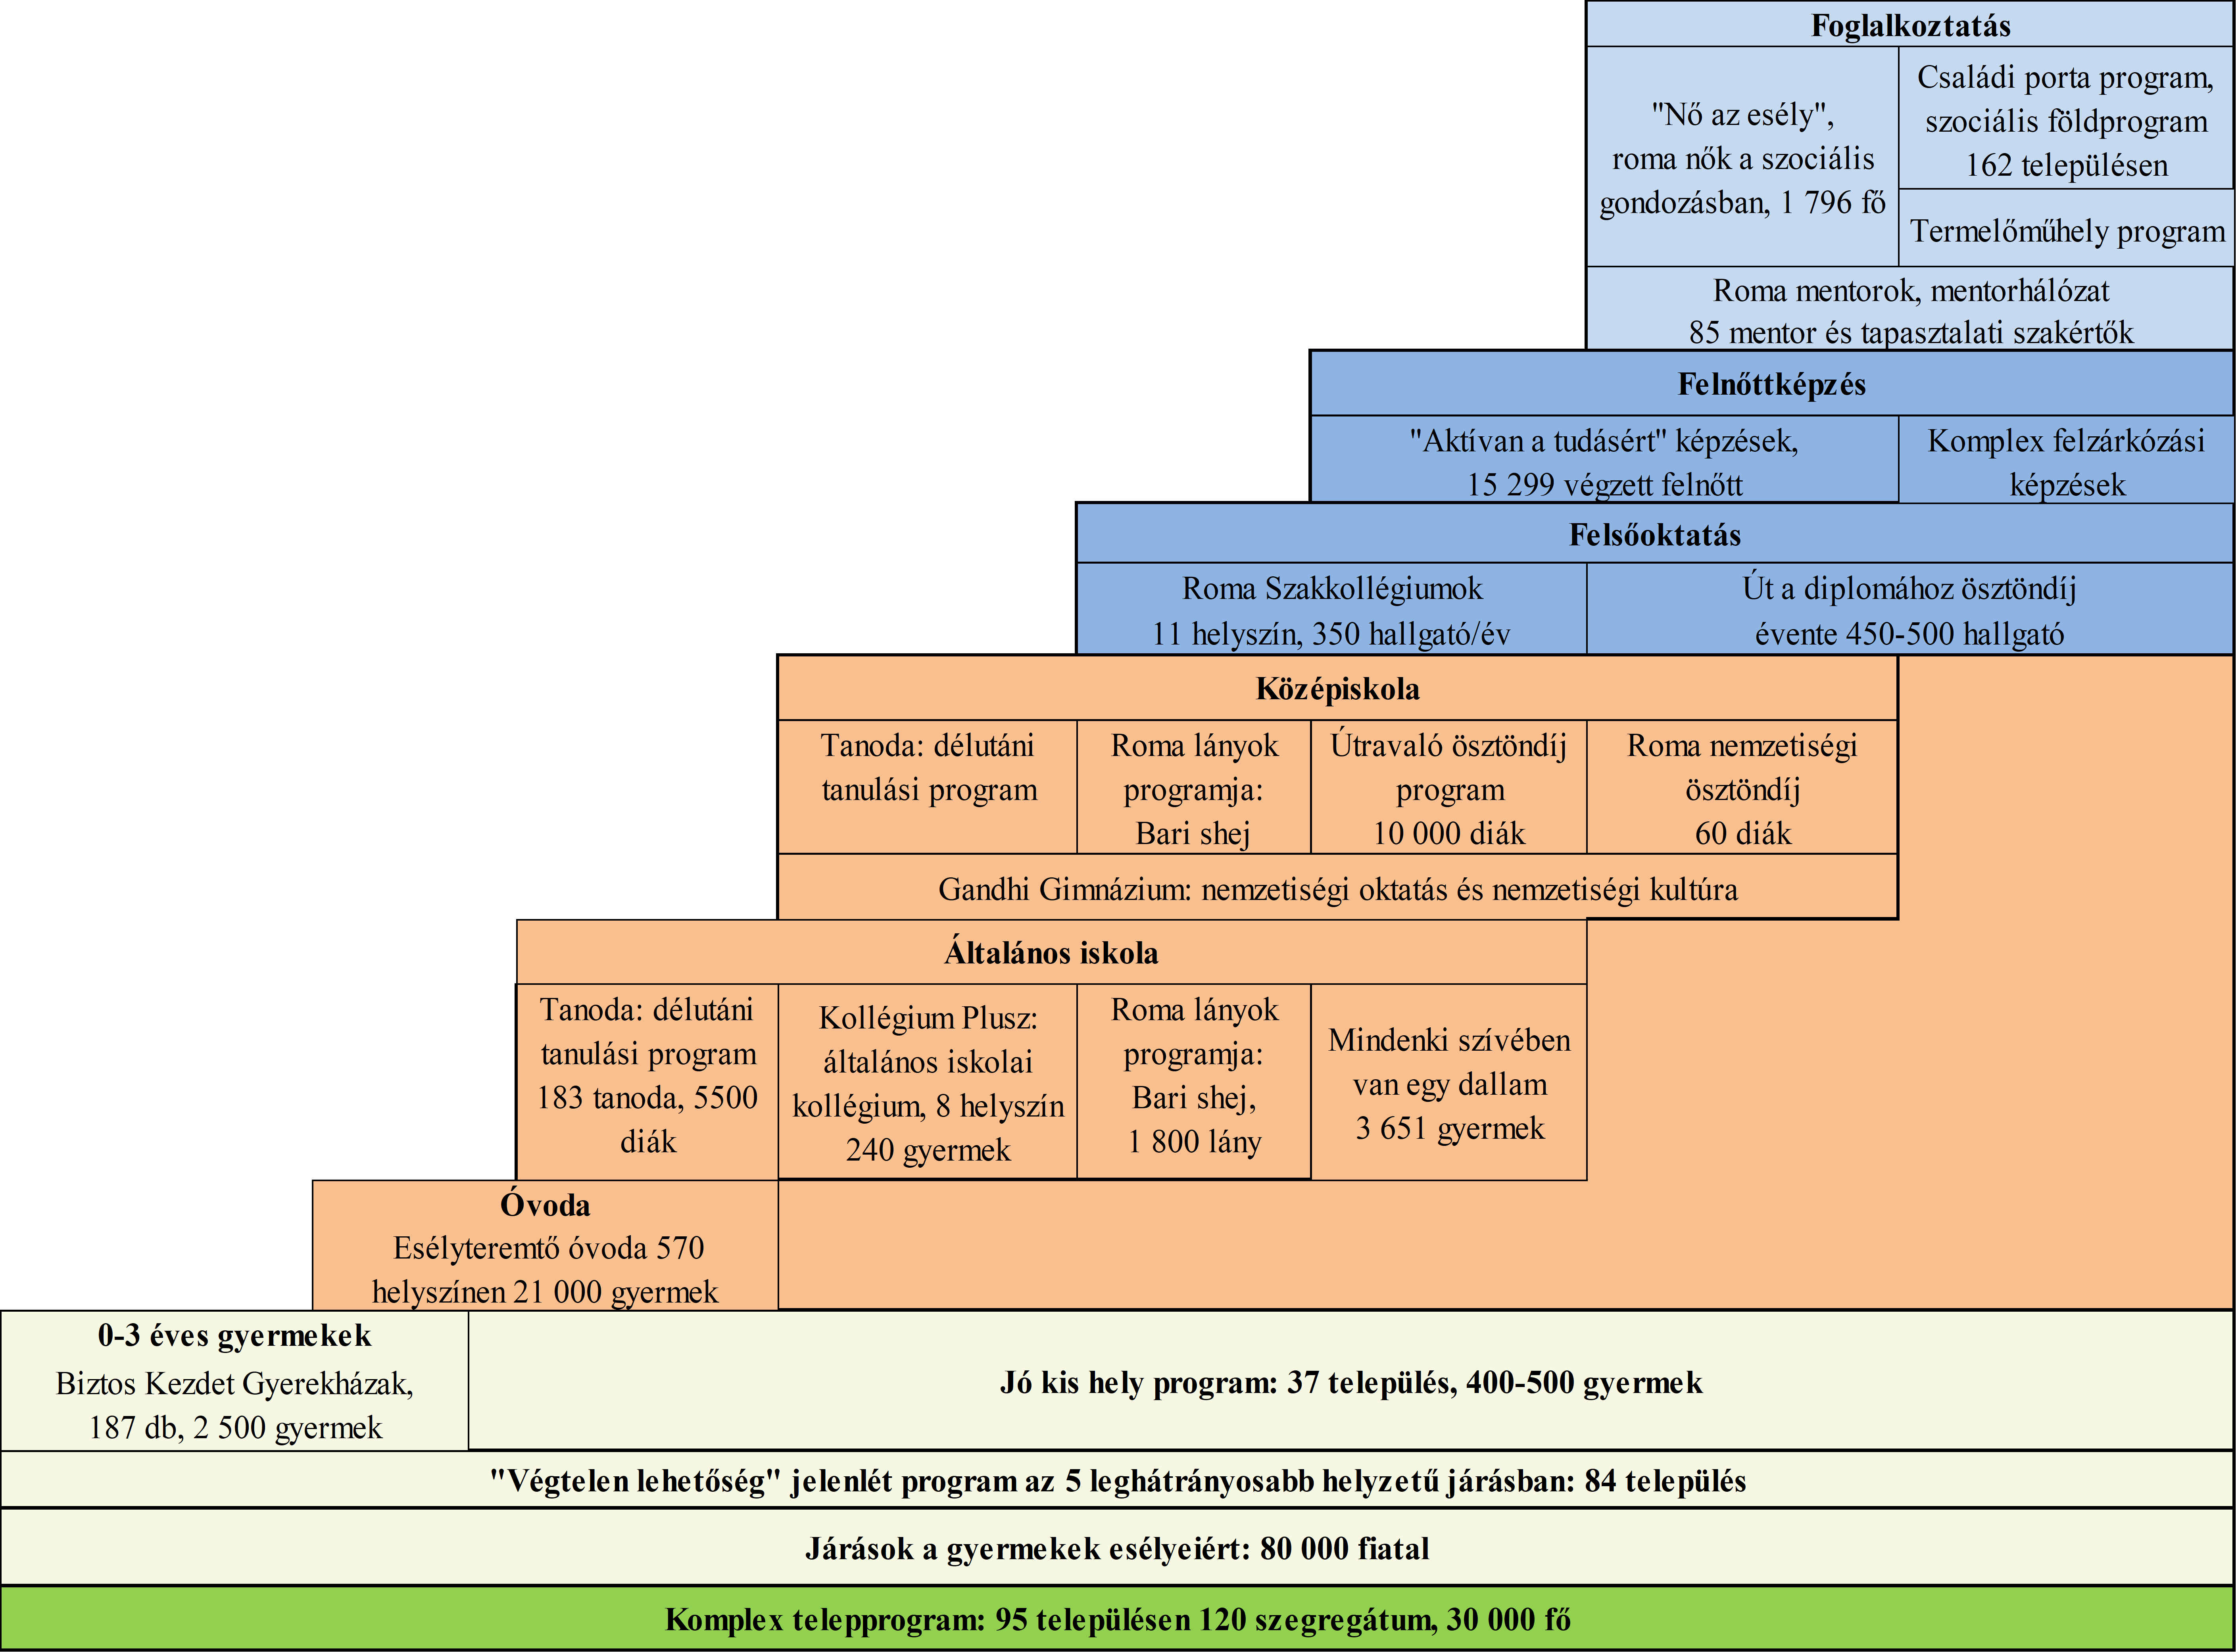 Foglalkoztatás
"Nő az esély",
roma nők a szociális
gondozásban, 1 796 fő
Családi porta program,
szociális földprogram
162 településen
Termelőműhely program
Roma mentorok, mentorhálózat
85 mentor és tapasztalati szakértők
Felnőttképzés
"Aktívan a tudásért" képzések,
15 299 végzett felnőtt
Komplex felzárkózási
képzések
Felsőoktatás
Roma Szakkollégiumok
11 helyszín, 350 hallgató/év
Út a diplomához ösztöndíj
évente 450-500 hallgató
Középiskola
Tanoda: délutáni
tanulási program
Roma lányok
programja:
Bari shej
Útravaló ösztöndíj
program
10 000 diák
Roma nemzetiségi
ösztöndíj
60 diák
Gandhi Gimnázium: nemzetiségi oktatás és nemzetiségi kultúra
Általános iskola
Tanoda: délutáni
tanulási program
183 tanoda, 5500
diák
Kollégium Plusz:
általános iskolai
kollégium, 8 helyszín
240 gyermek
Roma lányok
programja:
Bari shej,
1 800 lány
Mindenki szívében
van egy dallam
3 651 gyermek
Óvoda
Esélyteremtő óvoda 570
helyszínen 21 000 gyermek
0-3 éves gyermekek
Biztos Kezdet Gyerekházak,
187 db, 2 500 gyermek
Jó kis hely program: 37 település, 400-500 gyermek
"Végtelen lehetőség" jelenlét program az 5 leghátrányosabb helyzetű járásban: 84 település
Járások a gyermekek esélyeiért: 80 000 fiatal
Komplex telepprogram: 95 településen 120 szegregátum, 30 000 fő